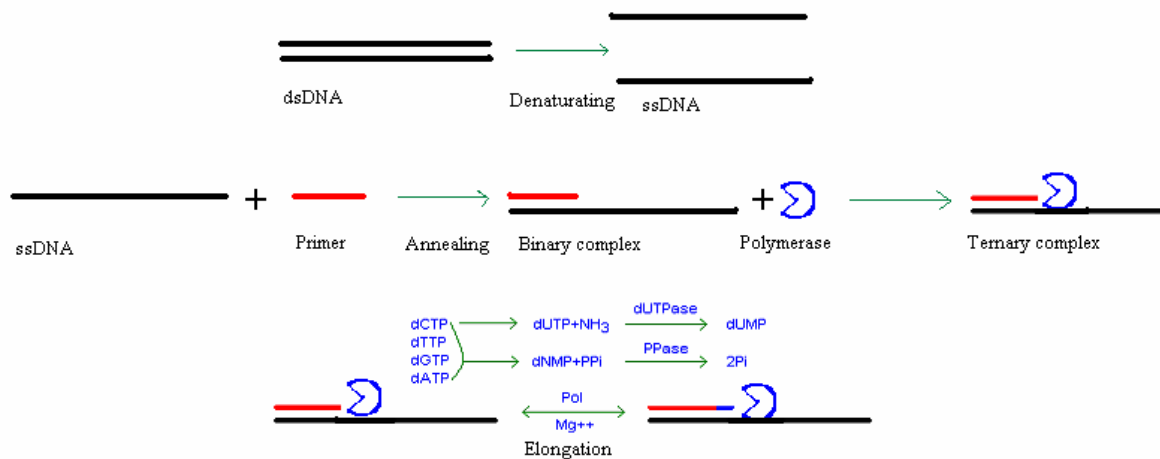 dsDNA
Denaturating
ssDNA
+
+
ssDNA
Primer
Annealing
Binary complex
Polymerase
Ternary complex
dCTP
dUTP+NH₃
dUTPase
dUMP
dTTP
dGTP
dNMP+PPi
PPase
2Pi
dATP
Pol
Mg++
Elongation